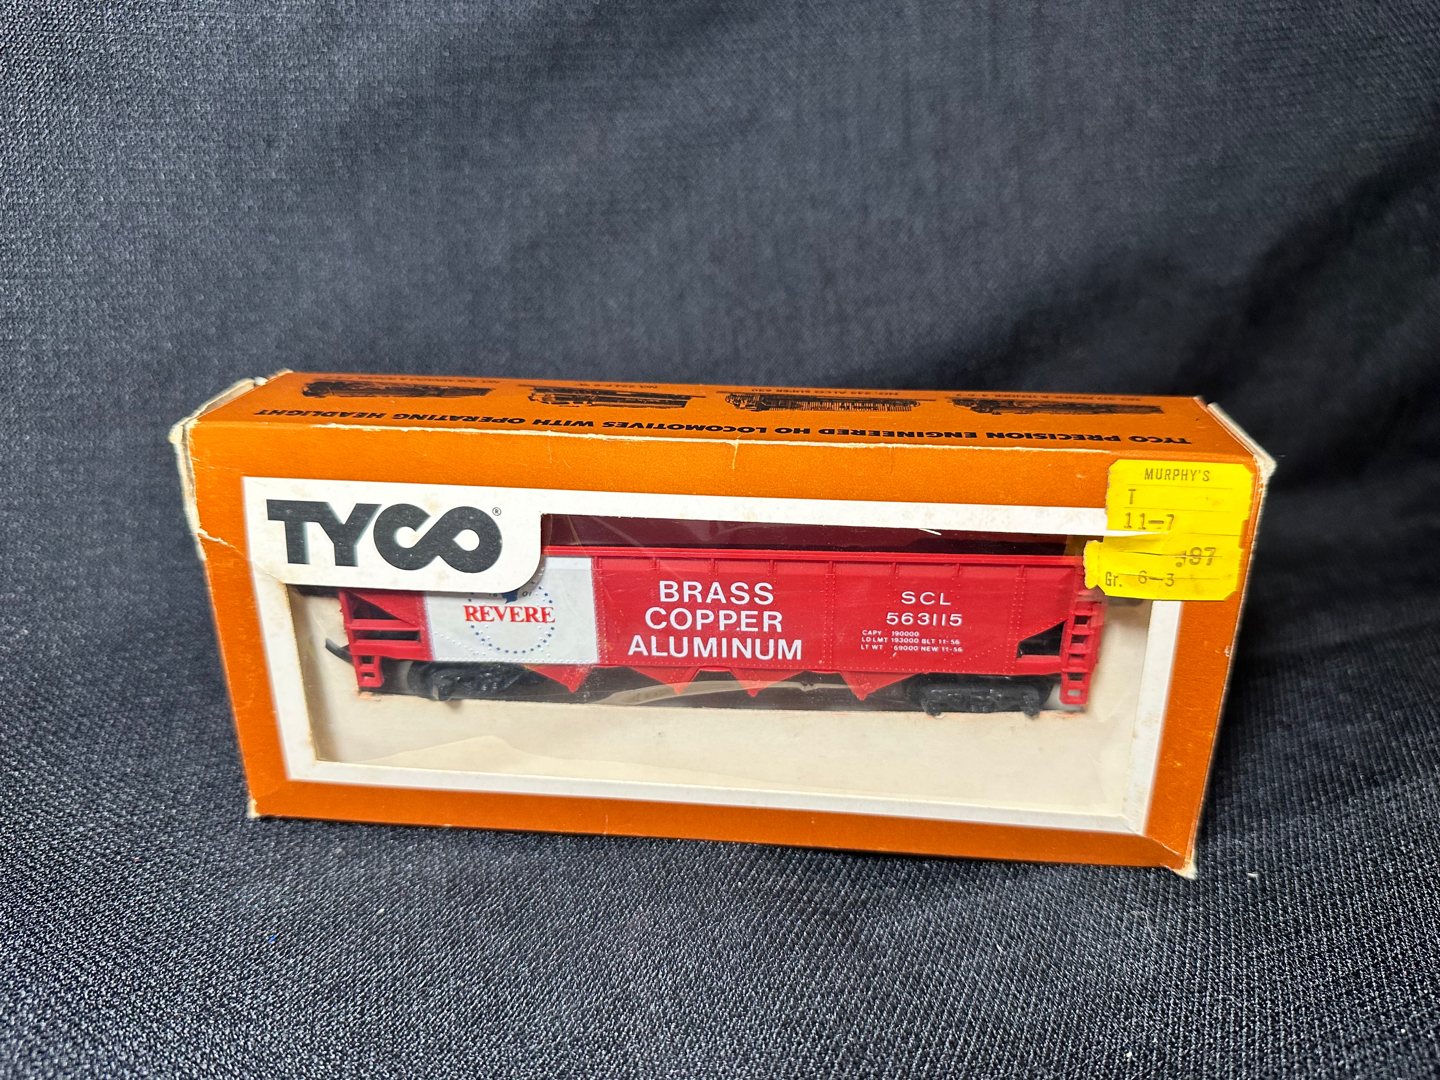 TYCO PRECISION ENGINEERED HO LOCOMOTIVES WITH OPERATING HEADLIGHT
TYCO®
MURPHY'S
T
11-7
.97
Gr. 6-3
REVERE
BRASS
COPPER
ALUMINUM
SCL
563115
CAPY 190000
LD LMT 193000 BLT 11-56
LT WT 69000 NEW 11-56